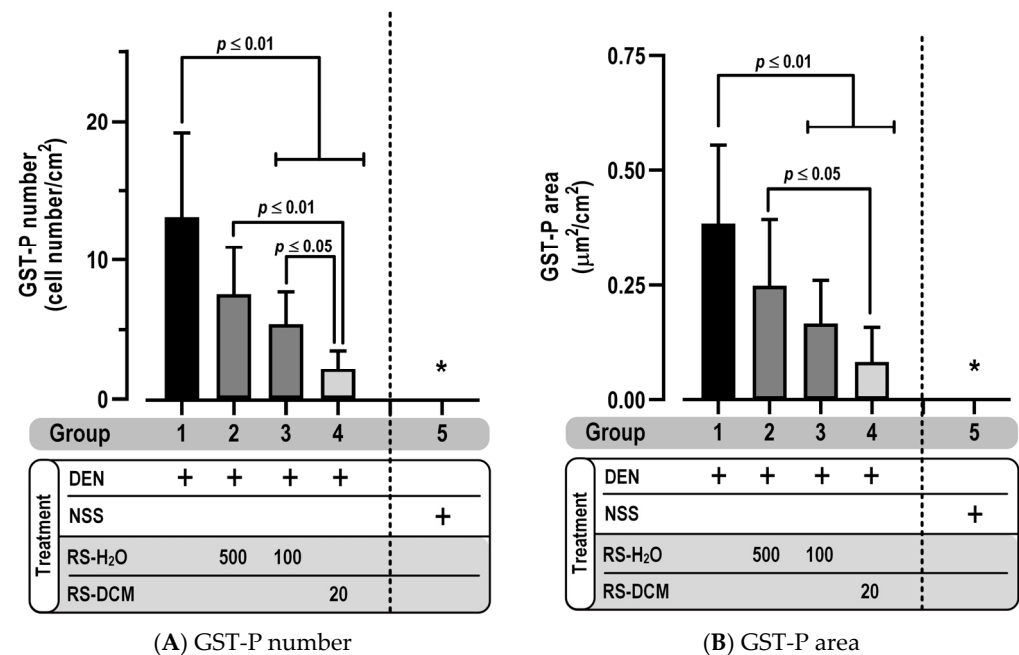 GST-P number
(cell number/cm²)
20
10
0
p ≤ 0.01
p ≤ 0.01
p ≤ 0.05
*
Group 1 2 3 4 5
Treatment
DEN + + + +
NSS +
RS-H₂O 500 100
RS-DCM 20
(A) GST-P number
GST-P area
(μm²/cm²)
0.75
0.50
0.25
0.00
p ≤ 0.01
p ≤ 0.05
*
Group 1 2 3 4 5
Treatment
DEN + + + +
NSS +
RS-H₂O 500 100
RS-DCM 20
(B) GST-P area